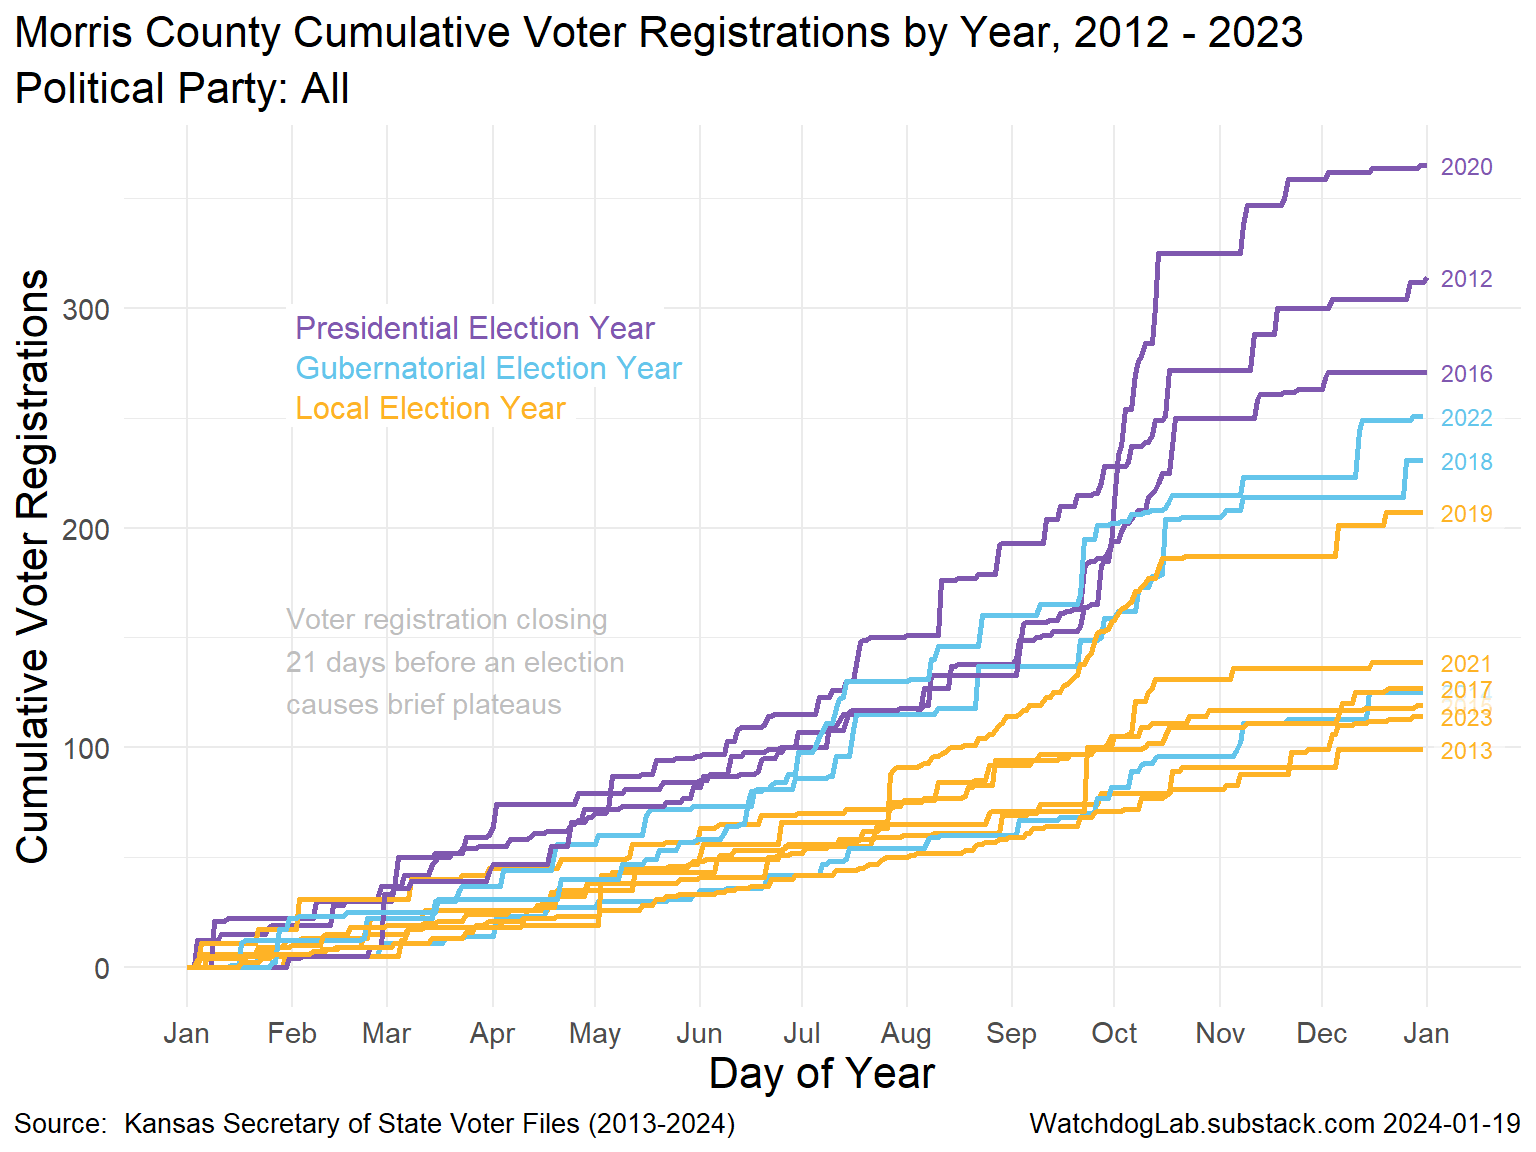 Morris County Cumulative Voter Registrations by Year, 2012 - 2023
Political Party: All
Cumulative Voter Registrations
300
200
100
0
Presidential Election Year
Gubernatorial Election Year
Local Election Year
Voter registration closing
21 days before an election
causes brief plateaus
2020
2012
2016
2022
2018
2019
2021
2017
2023
2013
Jan Feb Mar Apr May Jun Jul Aug Sep Oct Nov Dec Jan
Day of Year
Source: Kansas Secretary of State Voter Files (2013-2024)
WatchdogLab.substack.com 2024-01-19